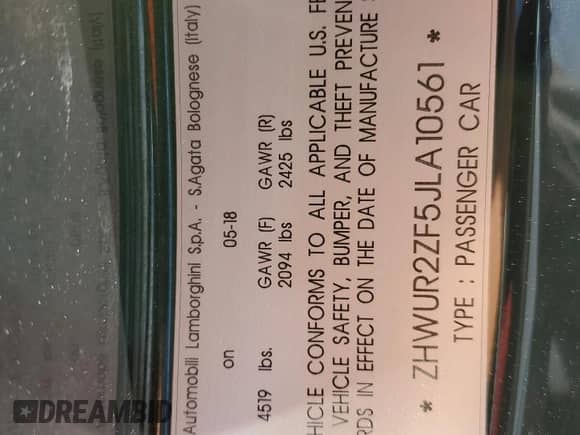 Automobili Lamborghini S.p.A. - S.Agata Bolognese (Italy)
on 05-18
4519 lbs. GAWR (F) GAWR (R)
2094 lbs 2425 lbs
HICLE CONFORMS TO ALL APPLICABLE U.S. FE
VEHICLE SAFETY, BUMPER, AND THEFT PREVEN
RDS IN EFFECT ON THE DATE OF MANUFACTURE
* ZHWUR2ZF5JLA10561 *
TYPE : PASSENGER CAR
DREAMBID